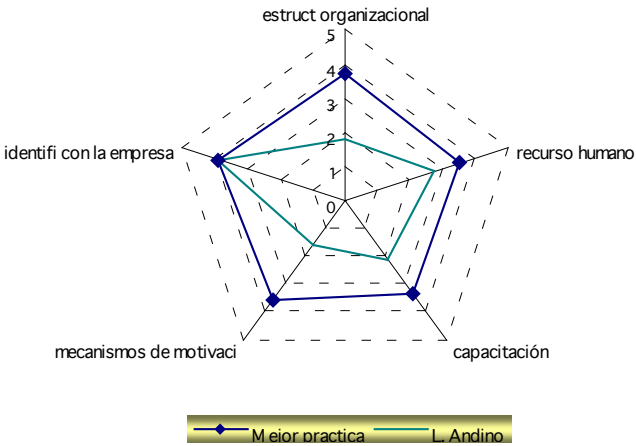 estruct organizacional
5
4
3
2
1
0
identifi con la empresa
recurso humano
mecanismos de motivaci
capacitación
Mejor practica
L. Andino